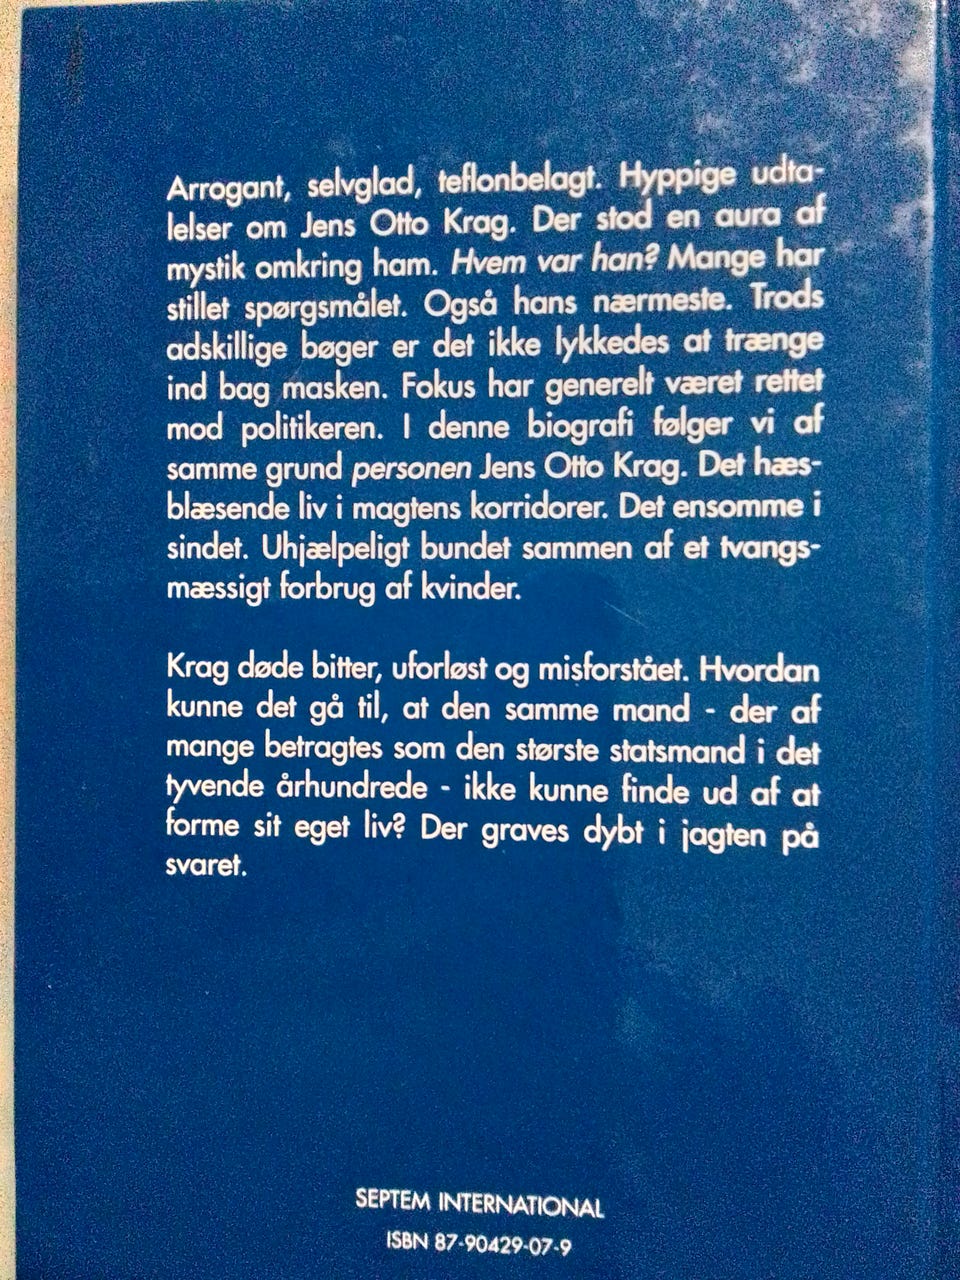 Arrogant, selvglad, teflonbelagt. Hyppige udta-
lelser om Jens Otto Krag. Der stod en aura af
mystik omkring ham. Hvem var han? Mange har
stillet spørgsmålet. Også hans nærmeste. Trods
adskillige bøger er det ikke lykkedes at trænge
ind bag masken. Fokus har generelt været rettet
mod politikeren. I denne biografi følger vi af
samme grund personen Jens Otto Krag. Det hæs-
blæsende liv i magtens korridorer. Det ensomme i
sindet. Uhjælpeligt bundet sammen af et tvangs-
mæssigt forbrug af kvinder.
Krag døde bitter, uforløst og misforstået. Hvordan
kunne det gå til, at den samme mand - der af
mange betragtes som den største statsmand i det
tyvende århundrede - ikke kunne finde ud af at
forme sit eget liv? Der graves dybt i jagten på
svaret.
SEPTEM INTERNATIONAL
ISBN 87-90429-07-9